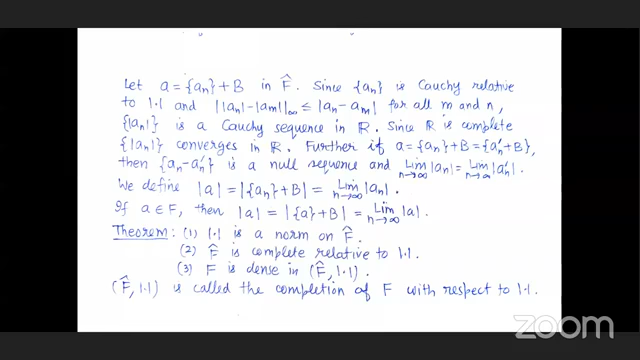 Let a = {aₙ} + B in F̂. Since {aₙ} is Cauchy relative
to |·| and ||aₙ|-|aₘ||∞ ≤ |aₙ - aₘ| for all m and n,
{|aₙ|} is a Cauchy sequence in ℝ. Since ℝ is complete
{|aₙ|} converges in ℝ. Further if a = {aₙ} + B = {aₙ'} + B,
then {aₙ - aₙ'} is a null sequence and Lim n→∞ |aₙ| = Lim n→∞ |aₙ'|.
We define |a| = |{aₙ} + B| = Lim n→∞ |aₙ|.
If a ∈ F, then |a| = |{a} + B| = Lim n→∞ |a|.
Theorem: (1) |·| is a norm on F̂.
(2) F̂ is complete relative to |·|.
(3) F is dense in (F̂, |·|).
(F̂, |·|) is called the completion of F with respect to |·|.
zoom